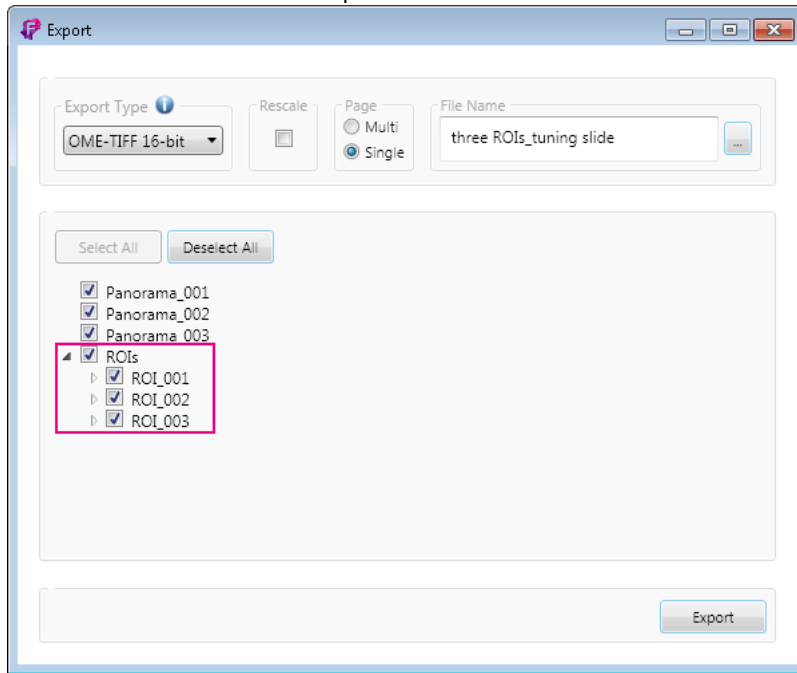 Export
Export Type
Rescale
Page
File Name
OME-TIFF 16-bit
Multi
Single
three ROIs_tuning slide
...
Select All
Deselect All
Panorama_001
Panorama_002
Panorama_003
ROIs
ROI_001
ROI_002
ROI_003
Export